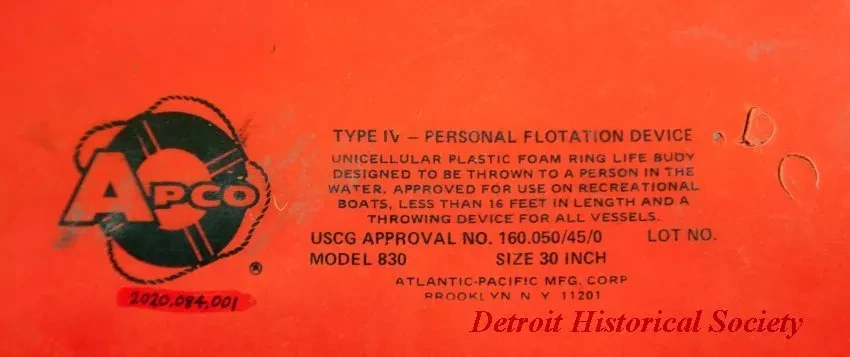 APCO
®
2020.084.001
TYPE IV – PERSONAL FLOTATION DEVICE
UNICELLULAR PLASTIC FOAM RING LIFE BUOY
DESIGNED TO BE THROWN TO A PERSON IN THE
WATER. APPROVED FOR USE ON RECREATIONAL
BOATS, LESS THAN 16 FEET IN LENGTH AND A
THROWING DEVICE FOR ALL VESSELS.
USCG APPROVAL NO. 160.050/45/0 LOT NO.
MODEL 830 SIZE 30 INCH
ATLANTIC-PACIFIC MFG. CORP
BROOKLYN N Y 11201
Detroit Historical Society